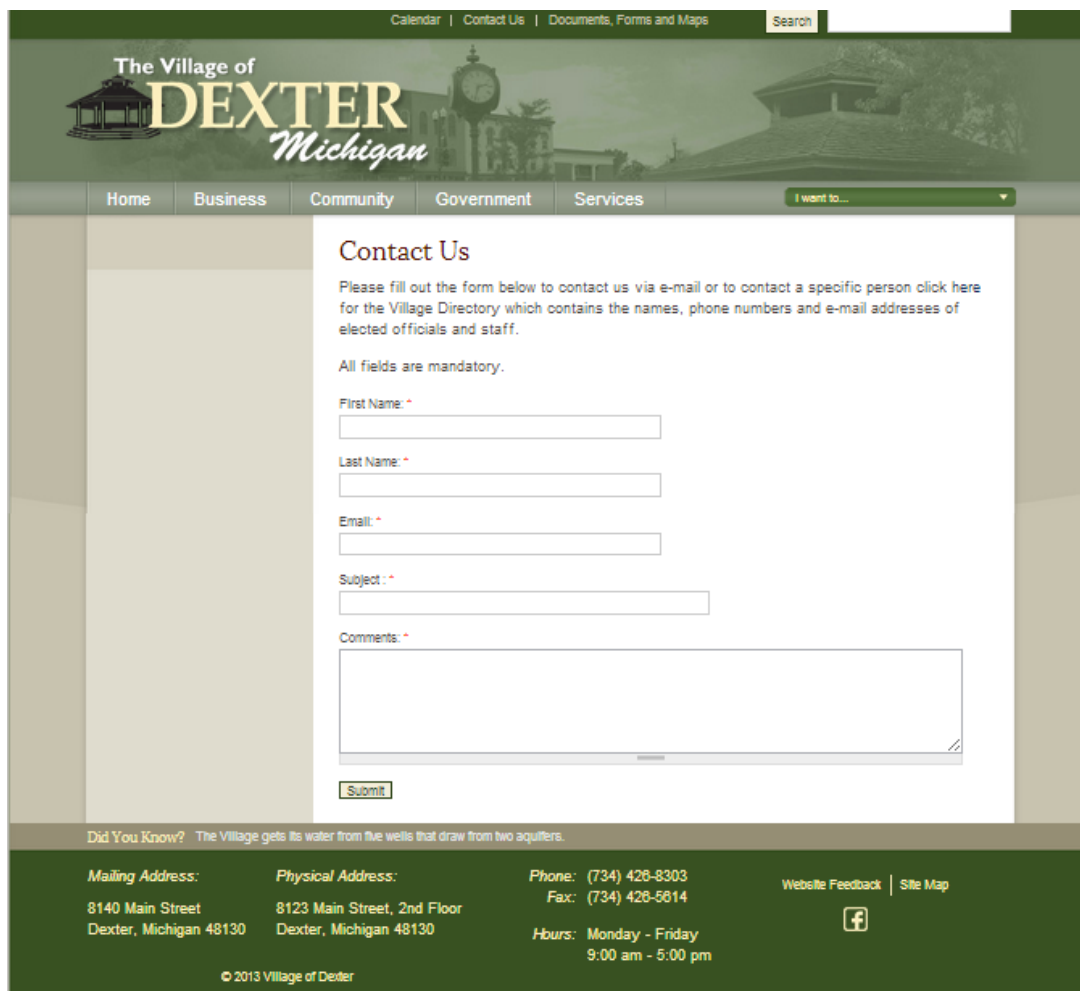 Calendar | Contact Us | Documents, Forms and Maps
Search
The Village of
DEXTER
Michigan
Home Business Community Government Services
I want to...
Contact Us
Please fill out the form below to contact us via e-mail or to contact a specific person click here
for the Village Directory which contains the names, phone numbers and e-mail addresses of
elected officials and staff.
All fields are mandatory.
First Name: *
Last Name: *
Email: *
Subject : *
Comments: *
Submit
Did You Know? The Village gets its water from five wells that draw from two aquifers.
Mailing Address:
8140 Main Street
Dexter, Michigan 48130
Physical Address:
8123 Main Street, 2nd Floor
Dexter, Michigan 48130
Phone: (734) 426-8303
Fax: (734) 426-5614
Hours: Monday - Friday
9:00 am - 5:00 pm
Website Feedback | Site Map
© 2013 Village of Dexter